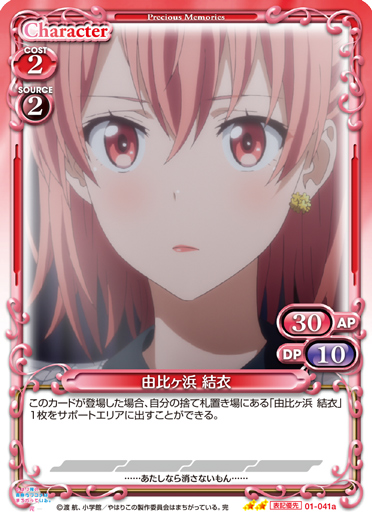 Precious Memories
Character
COST
2
SOURCE
2
30 AP
DP 10
由比ヶ浜 結衣
このカードが登場した場合、自分の捨て札置き場にある「由比ヶ浜 結衣」
1枚をサポートエリアに出すことができる。
……あたしなら消さないもん……
©渡 航、小学館／やはりこの製作委員会はまちがっている。完
表記優先 01-041a